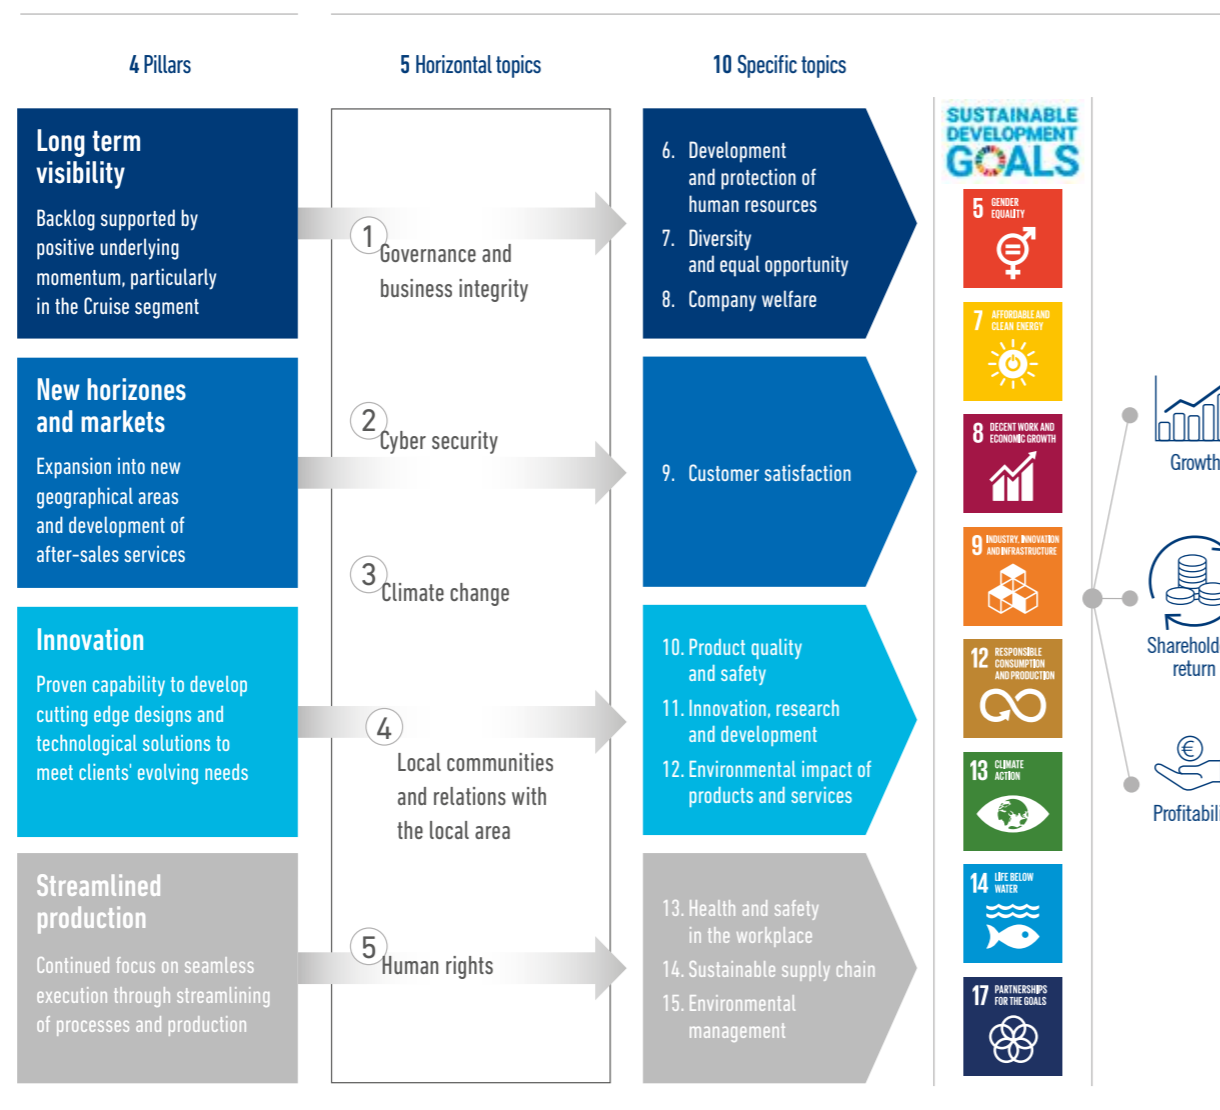 4 Pillars
5 Horizontal topics
10 Specific topics
Long term
visibility
Backlog supported by
positive underlying
momentum, particularly
in the Cruise segment
New horizones
and markets
Expansion into new
geographical areas
and development of
after-sales services
Innovation
Proven capability to develop
cutting edge designs and
technological solutions to
meet clients' evolving needs
Streamlined
production
Continued focus on seamless
execution through streamlining
of processes and production
1
Governance and
business integrity
2
Cyber security
3
Climate change
4
Local communities
and relations with
the local area
5
Human rights
6. Development
and protection of
human resources
7. Diversity
and equal opportunity
8. Company welfare
9. Customer satisfaction
10. Product quality
and safety
11. Innovation, research
and development
12. Environmental impact of
products and services
13. Health and safety
in the workplace
14. Sustainable supply chain
15. Environmental
management
SUSTAINABLE
DEVELOPMENT
GOALS
5 GENDER
EQUALITY
7 AFFORDABLE AND
CLEAN ENERGY
8 DECENT WORK AND
ECONOMIC GROWTH
9 INDUSTRY, INNOVATION
AND INFRASTRUCTURE
12 RESPONSIBLE
CONSUMPTION
AND PRODUCTION
13 CLIMATE
ACTION
14 LIFE BELOW
WATER
17 PARTNERSHIPS
FOR THE GOALS
Growth
Sharehold
return
€
Profitabili